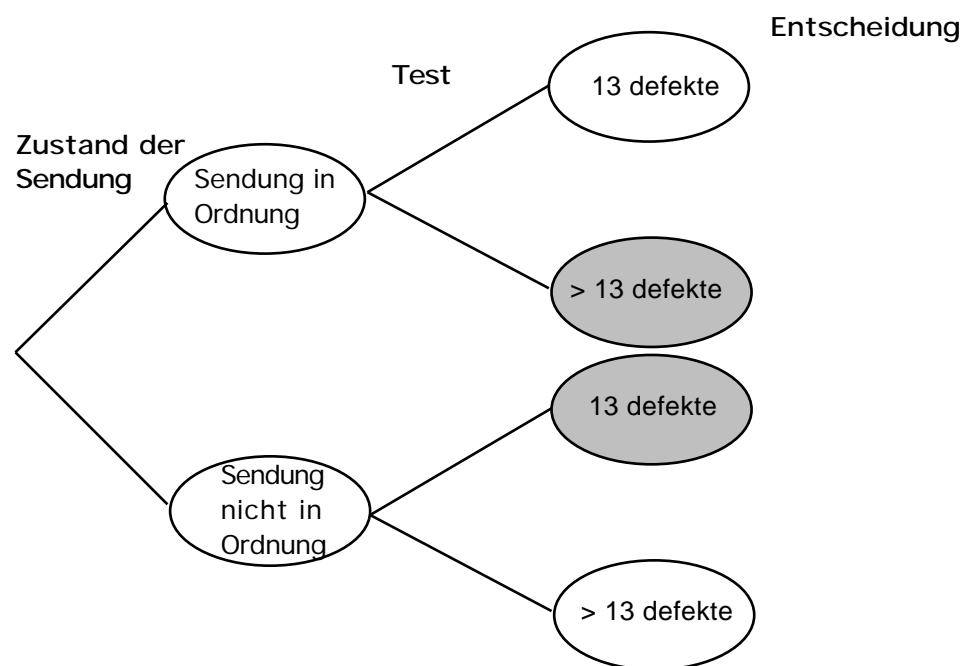 Entscheidung
Test
13 defekte
Zustand der
Sendung
Sendung in
Ordnung
> 13 defekte
13 defekte
Sendung
nicht in
Ordnung
> 13 defekte